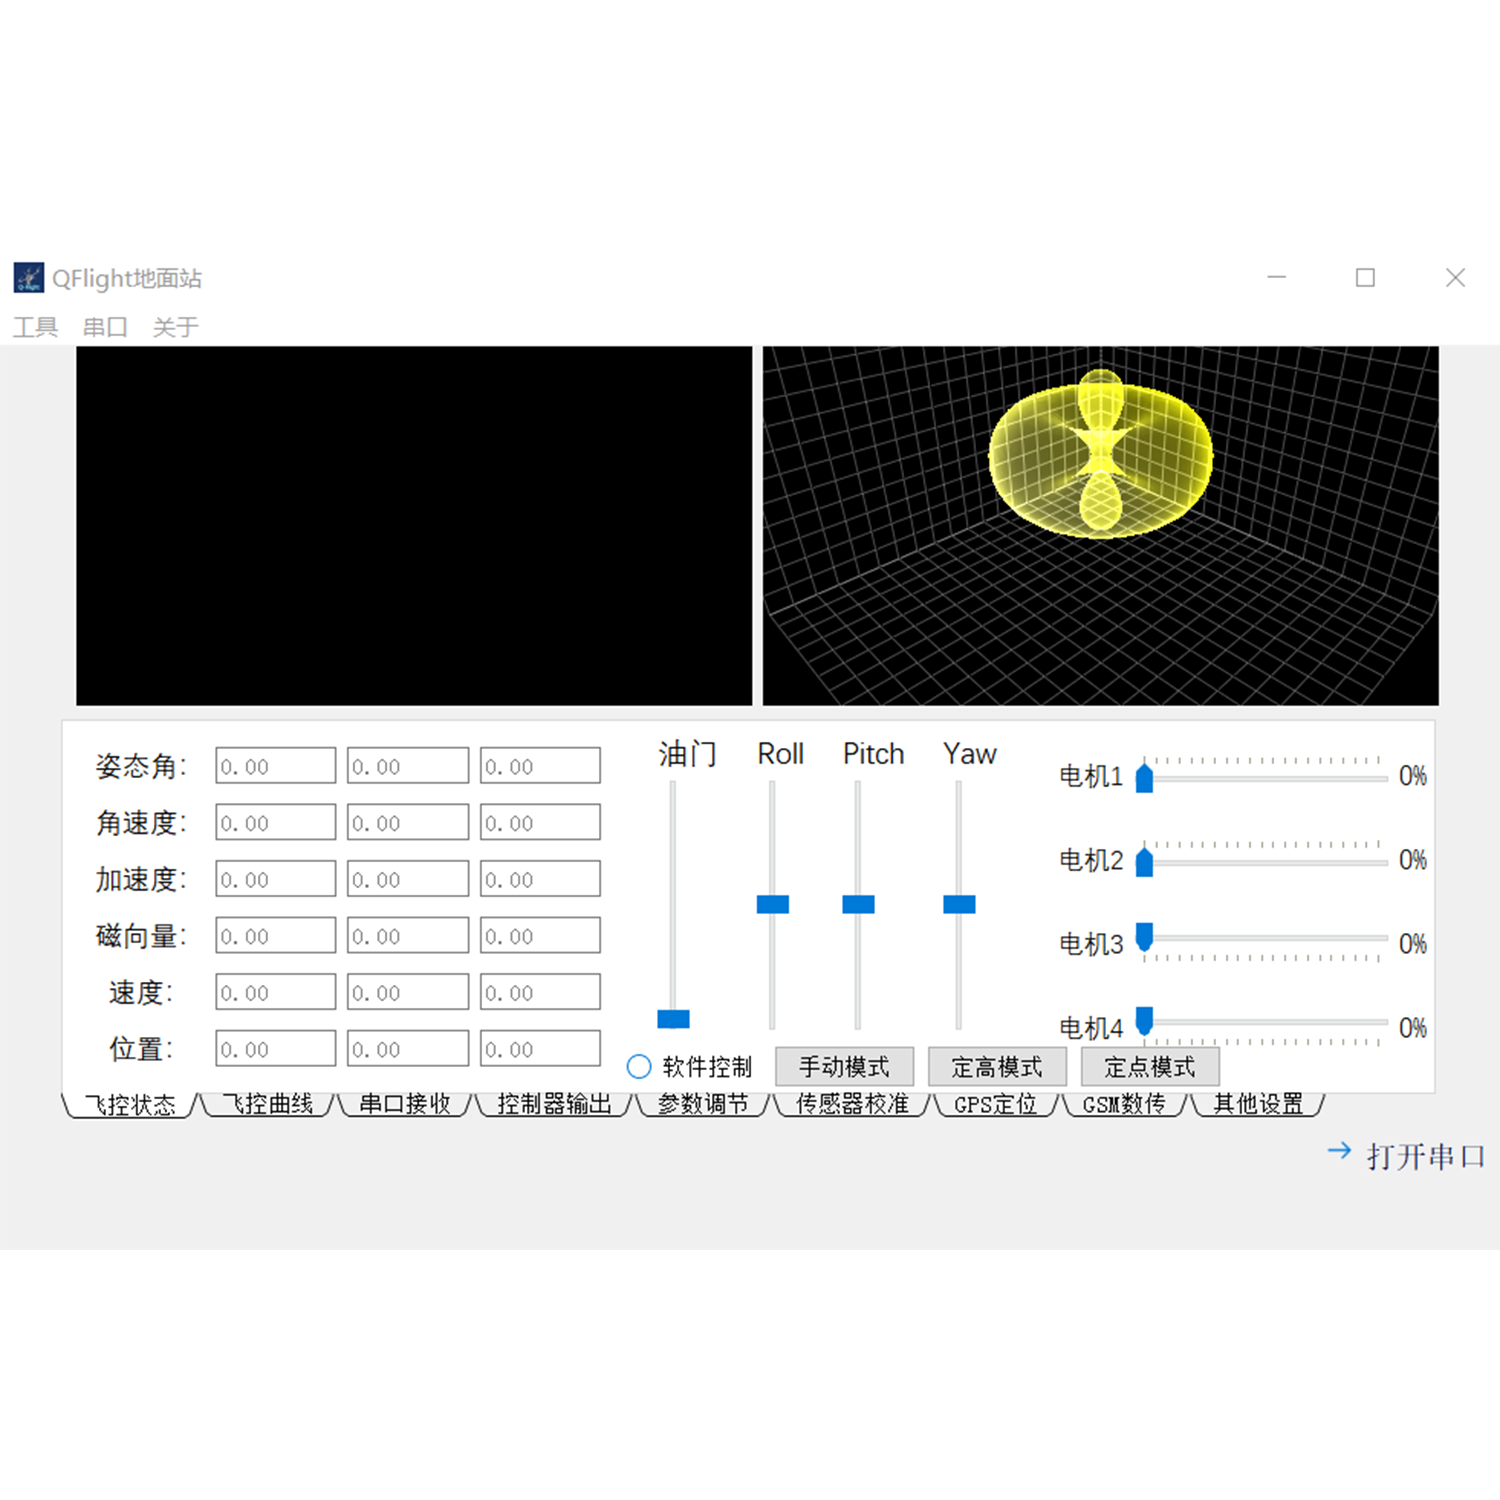 QFlight地面站
工具 串口 关于
油门 Roll Pitch Yaw
姿态角: 0.00 0.00 0.00
电机1 0%
角速度: 0.00 0.00 0.00
电机2 0%
加速度: 0.00 0.00 0.00
磁向量: 0.00 0.00 0.00
电机3 0%
速度: 0.00 0.00 0.00
电机4 0%
位置: 0.00 0.00 0.00
软件控制 手动模式 定高模式 定点模式
飞控状态 飞控曲线 串口接收 控制器输出 参数调节 传感器校准 GPS定位 GSM数传 其他设置
打开串口